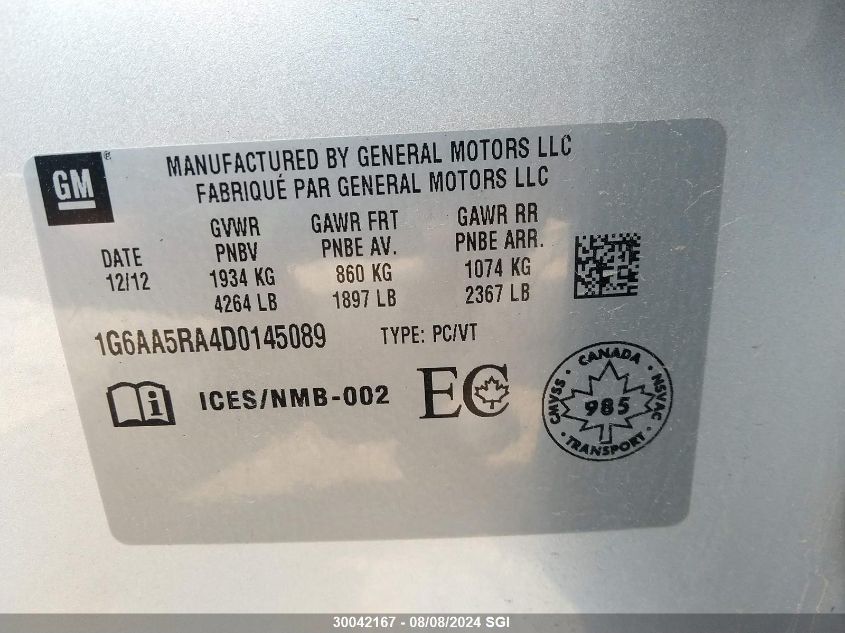 GM ®
MANUFACTURED BY GENERAL MOTORS LLC
FABRIQUÉ PAR GENERAL MOTORS LLC
DATE
12/12
GVWR
PNBV
1934 KG
4264 LB
GAWR FRT
PNBE AV.
860 KG
1897 LB
GAWR RR
PNBE ARR.
1074 KG
2367 LB
1G6AA5RA4D0145089 TYPE: PC/VT
i ICES/NMB-002 EC
· CANADA ·
CMVSS
985
NSVAC
· TRANSPORT ·
30042167 - 08/08/2024 SGI